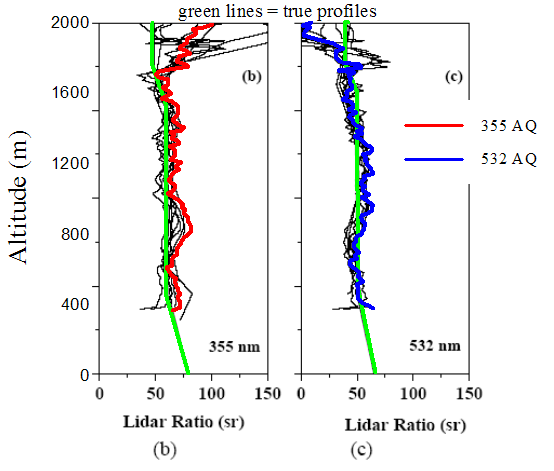 green lines = true profiles
2000
1600
1200
800
400
0
Altitude (m)
(b)
(c)
355 AQ
532 AQ
355 nm
532 nm
0 50 100 150
0 50 100 150
Lidar Ratio (sr)
Lidar Ratio (sr)
(b)
(c)